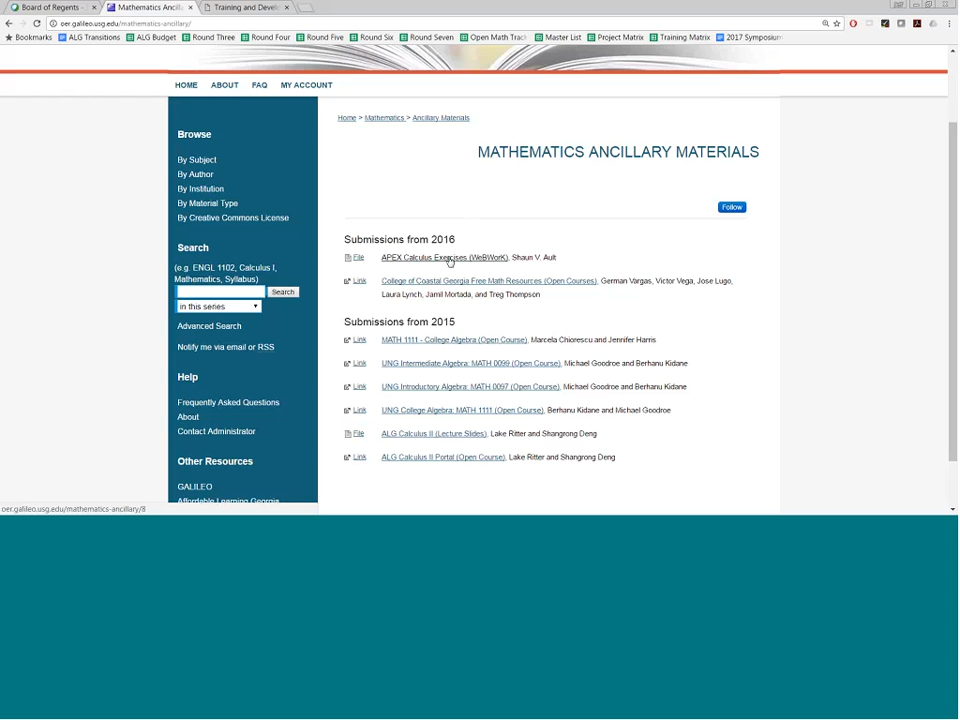 Board of Regents -
Mathematics Ancill
Training and Devel
oer.galileo.usg.edu/mathematics-ancillary/
Bookmarks
ALG Transitions
ALG Budget
Round Three
Round Four
Round Five
Round Six
Round Seven
Open Math Track
Master List
Project Matrix
Training Matrix
2017 Symposium
HOME
ABOUT
FAQ
MY ACCOUNT
Browse
By Subject
By Author
By Institution
By Material Type
By Creative Commons License
Search
(e.g. ENGL 1102, Calculus I,
Mathematics, Syllabus)
Search
in this series
Advanced Search
Notify me via email or RSS
Help
Frequently Asked Questions
About
Contact Administrator
Other Resources
GALILEO
Affordable Learning Georgia
Home > Mathematics > Ancillary Materials
MATHEMATICS ANCILLARY MATERIALS
Follow
Submissions from 2016
File APEX Calculus Exercises (WeBWorK), Shaun V. Ault
Link College of Coastal Georgia Free Math Resources (Open Courses), German Vargas, Victor Vega, Jose Lugo,
Laura Lynch, Jamil Mortada, and Treg Thompson
Submissions from 2015
Link MATH 1111 - College Algebra (Open Course), Marcela Chiorescu and Jennifer Harris
Link UNG Intermediate Algebra: MATH 0099 (Open Course), Michael Goodroe and Berhanu Kidane
Link UNG Introductory Algebra: MATH 0097 (Open Course), Michael Goodroe and Berhanu Kidane
Link UNG College Algebra: MATH 1111 (Open Course), Berhanu Kidane and Michael Goodroe
File ALG Calculus II (Lecture Slides), Lake Ritter and Shangrong Deng
Link ALG Calculus II Portal (Open Course), Lake Ritter and Shangrong Deng
oer.galileo.usg.edu/mathematics-ancillary/8